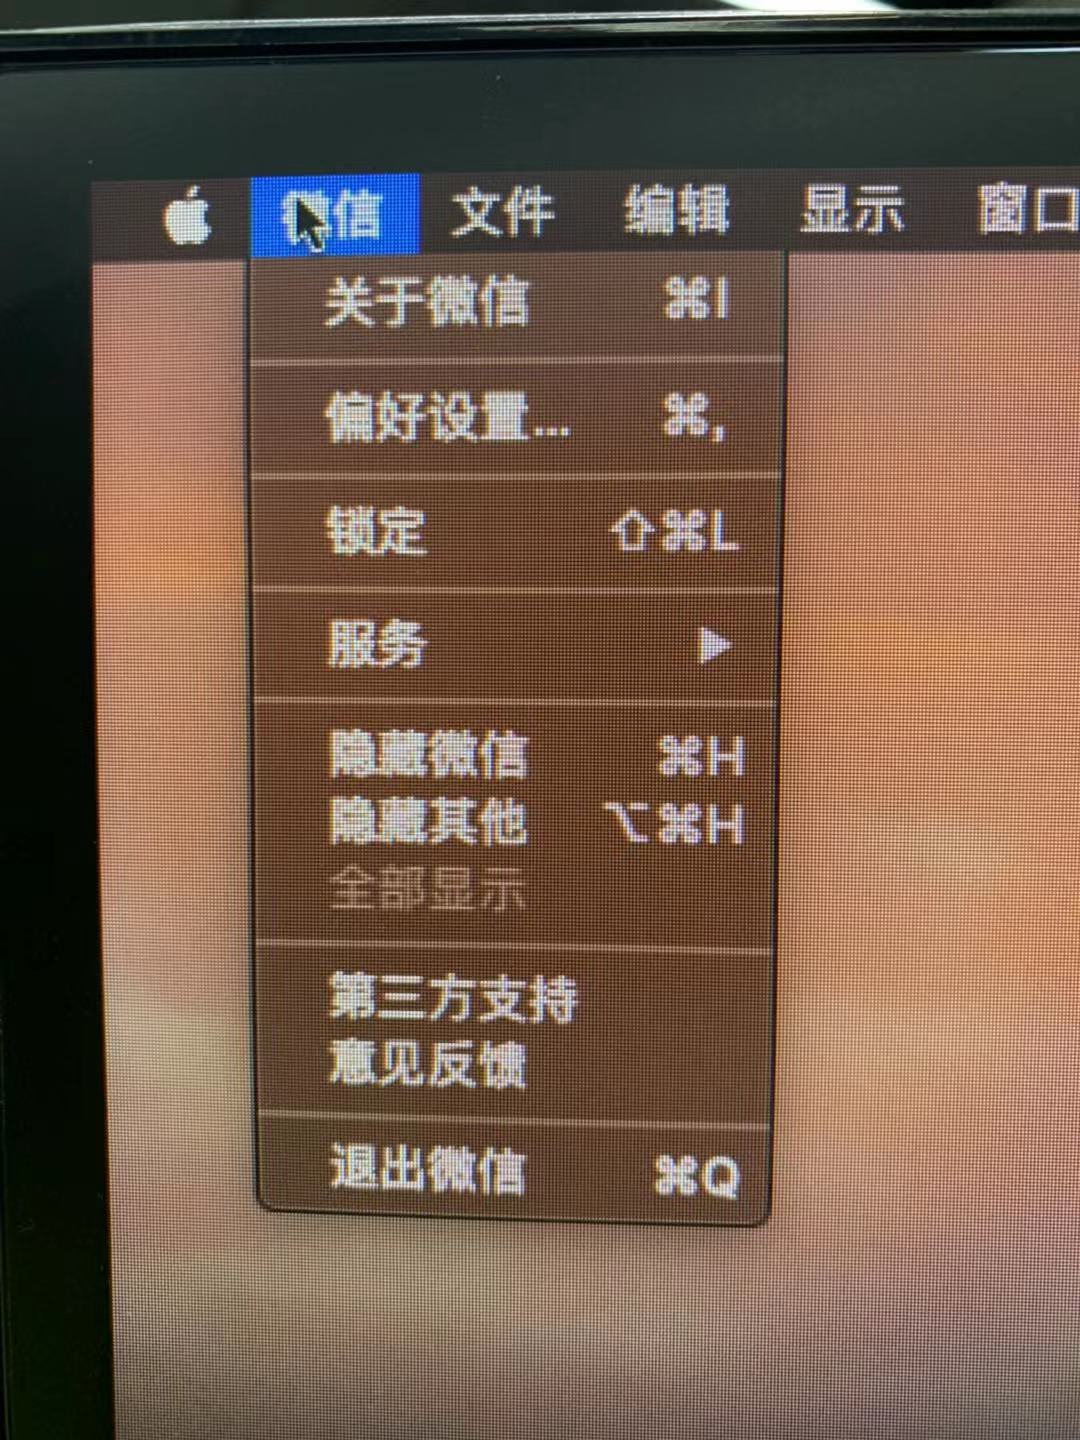 微信 文件 编辑 显示 窗口
关于微信 ⌘I
偏好设置... ⌘,
锁定 ⇧⌘L
服务 ▶
隐藏微信 ⌘H
隐藏其他 ⌥⌘H
全部显示
第三方支持
意见反馈
退出微信 ⌘Q